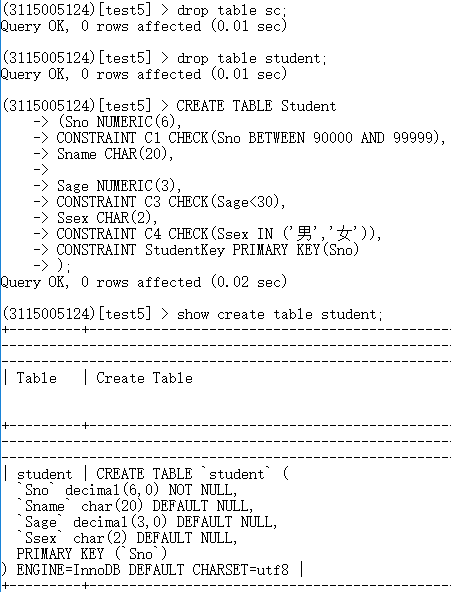 (3115005124)[test5] > drop table sc;
Query OK, 0 rows affected (0.01 sec)
(3115005124)[test5] > drop table student;
Query OK, 0 rows affected (0.01 sec)
(3115005124)[test5] > CREATE TABLE Student
-> (Sno NUMERIC(6),
-> CONSTRAINT C1 CHECK(Sno BETWEEN 90000 AND 99999),
-> Sname CHAR(20),
->
-> Sage NUMERIC(3),
-> CONSTRAINT C3 CHECK(Sage<30),
-> Ssex CHAR(2),
-> CONSTRAINT C4 CHECK(Ssex IN ('男','女')),
-> CONSTRAINT StudentKey PRIMARY KEY(Sno)
-> );
Query OK, 0 rows affected (0.02 sec)
(3115005124)[test5] > show create table student;
| Table | Create Table
| student | CREATE TABLE `student` (
`Sno` decimal(6,0) NOT NULL,
`Sname` char(20) DEFAULT NULL,
`Sage` decimal(3,0) DEFAULT NULL,
`Ssex` char(2) DEFAULT NULL,
PRIMARY KEY (`Sno`)
) ENGINE=InnoDB DEFAULT CHARSET=utf8 |